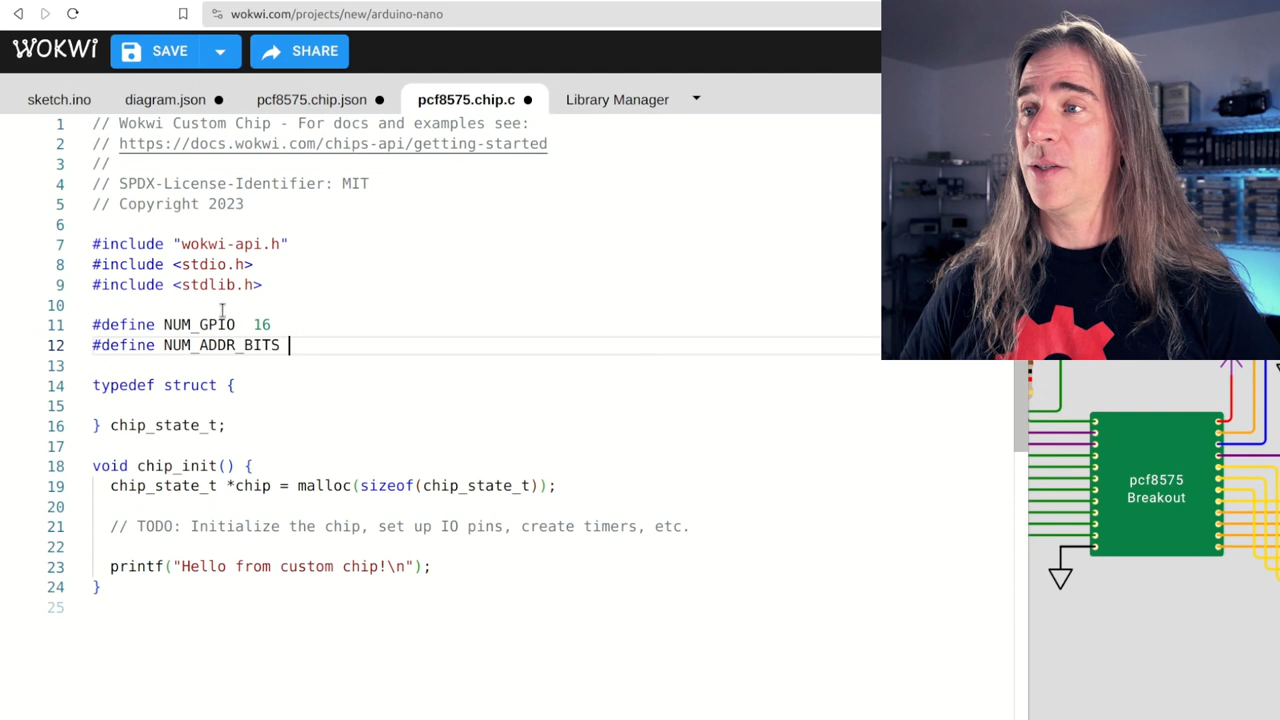 wokwi.com/projects/new/arduino-nano
WOKWi SAVE SHARE
sketch.ino diagram.json pcf8575.chip.json pcf8575.chip.c Library Manager
1 // Wokwi Custom Chip - For docs and examples see:
2 // https://docs.wokwi.com/chips-api/getting-started
3 //
4 // SPDX-License-Identifier: MIT
5 // Copyright 2023
6
7 #include "wokwi-api.h"
8 #include <stdio.h>
9 #include <stdlib.h>
10
11 #define NUM_GPIO  16
12 #define NUM_ADDR_BITS
13
14 typedef struct {
15
16 } chip_state_t;
17
18 void chip_init() {
19 chip_state_t *chip = malloc(sizeof(chip_state_t));
20
21 // TODO: Initialize the chip, set up IO pins, create timers, etc.
22
23 printf("Hello from custom chip!\n");
24 }
25
pcf8575
Breakout